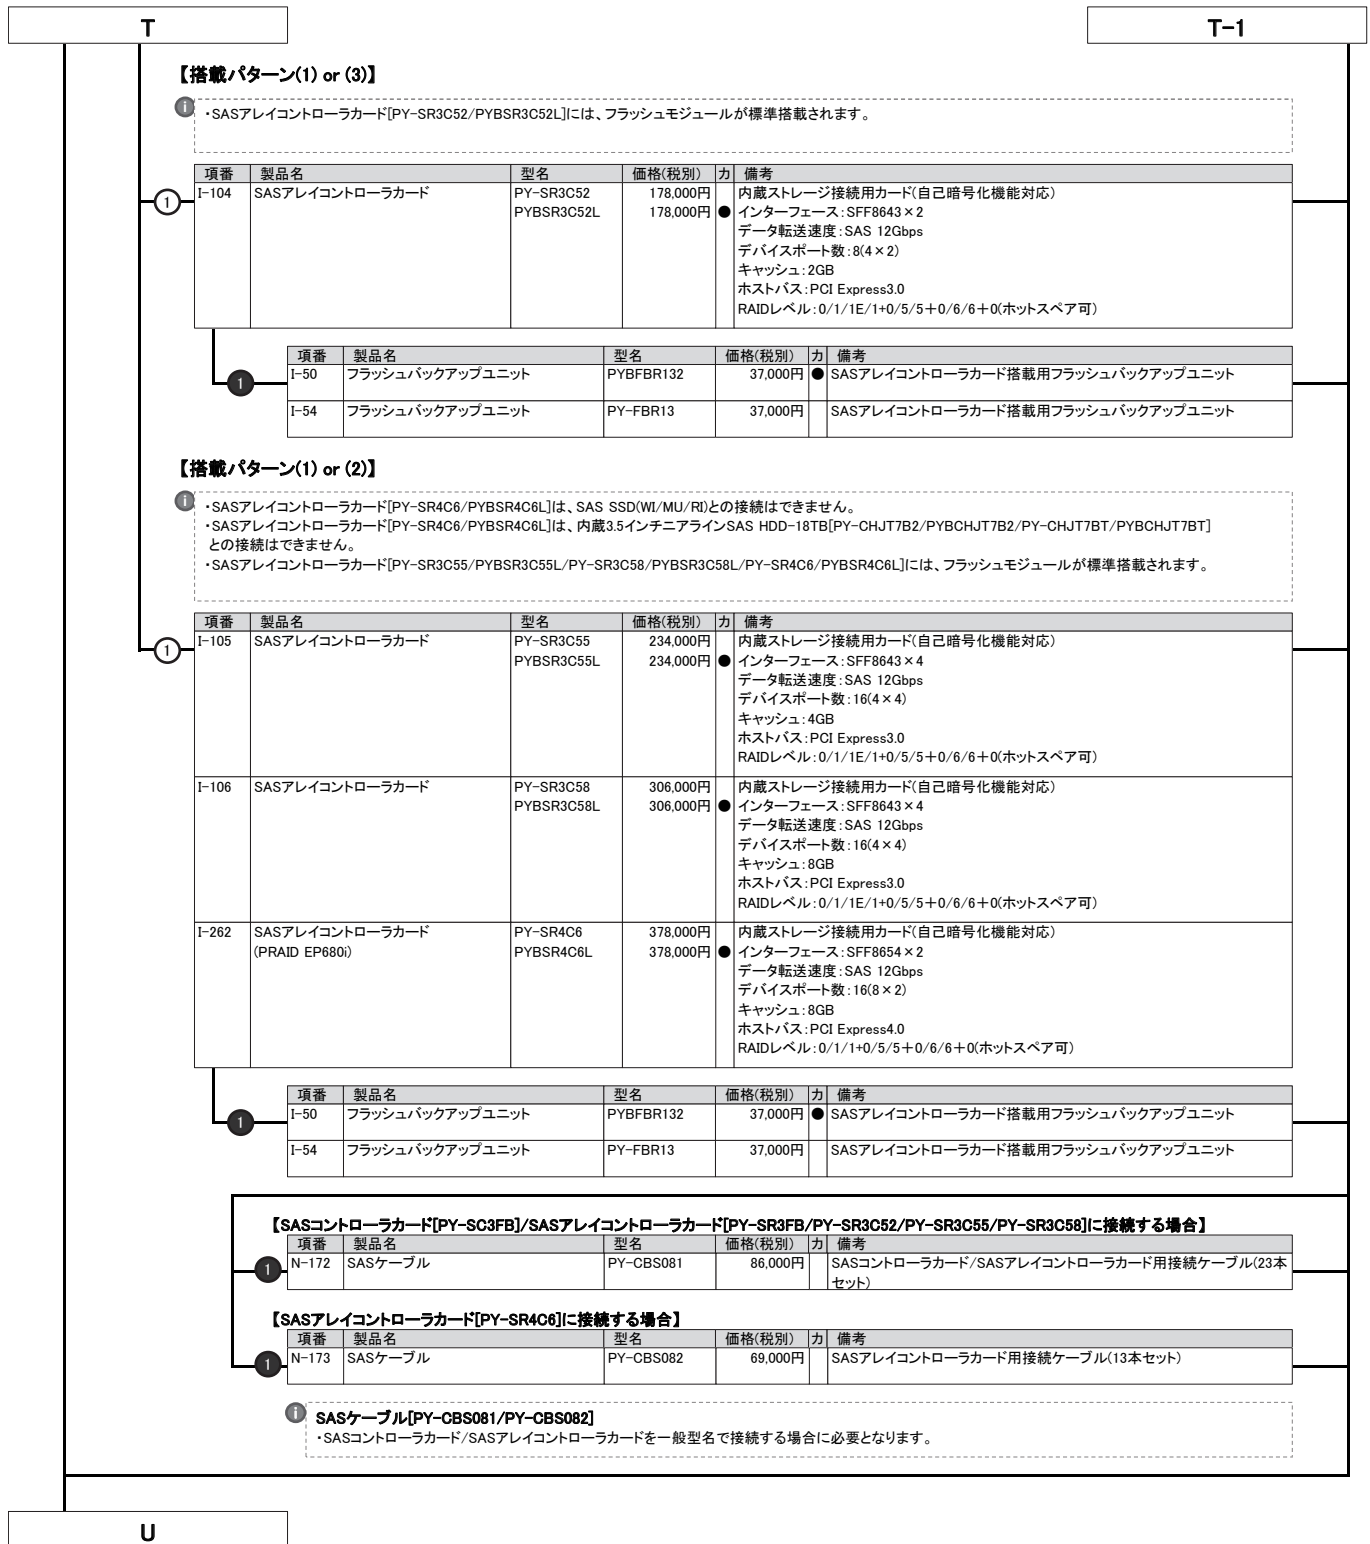 T
T-1
【搭載パターン(1) or (3)】
i
・SASアレイコントローラカード[PY-SR3C52/PYBSR3C52L]には、フラッシュモジュールが標準搭載されます。
項番 製品名 型名 価格(税別) カ 備考
1
I-104 SASアレイコントローラカード PY-SR3C52 178,000円 内蔵ストレージ接続用カード(自己暗号化機能対応)
PYBSR3C52L 178,000円 ● インターフェース:SFF8643×2
データ転送速度:SAS 12Gbps
デバイスポート数:8(4×2)
キャッシュ:2GB
ホストバス:PCI Express3.0
RAIDレベル:0/1/1E/1+0/5/5+0/6/6+0(ホットスペア可)
項番 製品名 型名 価格(税別) カ 備考
1
I-50 フラッシュバックアップユニット PYBFBR132 37,000円 ● SASアレイコントローラカード搭載用フラッシュバックアップユニット
I-54 フラッシュバックアップユニット PY-FBR13 37,000円 SASアレイコントローラカード搭載用フラッシュバックアップユニット
【搭載パターン(1) or (2)】
i
・SASアレイコントローラカード[PY-SR4C6/PYBSR4C6L]は、SAS SSD(WI/MU/RI)との接続はできません。
・SASアレイコントローラカード[PY-SR4C6/PYBSR4C6L]は、内蔵3.5インチニアラインSAS HDD-18TB[PY-CHJT7B2/PYBCHJT7B2/PY-CHJT7BT/PYBCHJT7BT]
との接続はできません。
・SASアレイコントローラカード[PY-SR3C55/PYBSR3C55L/PY-SR3C58/PYBSR3C58L/PY-SR4C6/PYBSR4C6L]には、フラッシュモジュールが標準搭載されます。
項番 製品名 型名 価格(税別) カ 備考
1
I-105 SASアレイコントローラカード PY-SR3C55 234,000円 内蔵ストレージ接続用カード(自己暗号化機能対応)
PYBSR3C55L 234,000円 ● インターフェース:SFF8643×4
データ転送速度:SAS 12Gbps
デバイスポート数:16(4×4)
キャッシュ:4GB
ホストバス:PCI Express3.0
RAIDレベル:0/1/1E/1+0/5/5+0/6/6+0(ホットスペア可)
I-106 SASアレイコントローラカード PY-SR3C58 306,000円 内蔵ストレージ接続用カード(自己暗号化機能対応)
PYBSR3C58L 306,000円 ● インターフェース:SFF8643×4
データ転送速度:SAS 12Gbps
デバイスポート数:16(4×4)
キャッシュ:8GB
ホストバス:PCI Express3.0
RAIDレベル:0/1/1E/1+0/5/5+0/6/6+0(ホットスペア可)
I-262 SASアレイコントローラカード PY-SR4C6 378,000円 内蔵ストレージ接続用カード(自己暗号化機能対応)
(PRAID EP680i) PYBSR4C6L 378,000円 ● インターフェース:SFF8654×2
データ転送速度:SAS 12Gbps
デバイスポート数:16(8×2)
キャッシュ:8GB
ホストバス:PCI Express4.0
RAIDレベル:0/1/1+0/5/5+0/6/6+0(ホットスペア可)
項番 製品名 型名 価格(税別) カ 備考
1
I-50 フラッシュバックアップユニット PYBFBR132 37,000円 ● SASアレイコントローラカード搭載用フラッシュバックアップユニット
I-54 フラッシュバックアップユニット PY-FBR13 37,000円 SASアレイコントローラカード搭載用フラッシュバックアップユニット
【SASコントローラカード[PY-SC3FB]/SASアレイコントローラカード[PY-SR3FB/PY-SR3C52/PY-SR3C55/PY-SR3C58]に接続する場合】
項番 製品名 型名 価格(税別) カ 備考
1
N-172 SASケーブル PY-CBS081 86,000円 SASコントローラカード/SASアレイコントローラカード用接続ケーブル(23本
セット)
【SASアレイコントローラカード[PY-SR4C6]に接続する場合】
項番 製品名 型名 価格(税別) カ 備考
1
N-173 SASケーブル PY-CBS082 69,000円 SASアレイコントローラカード用接続ケーブル(13本セット)
i
SASケーブル[PY-CBS081/PY-CBS082]
・SASコントローラカード/SASアレイコントローラカードを一般型名で接続する場合に必要となります。
U